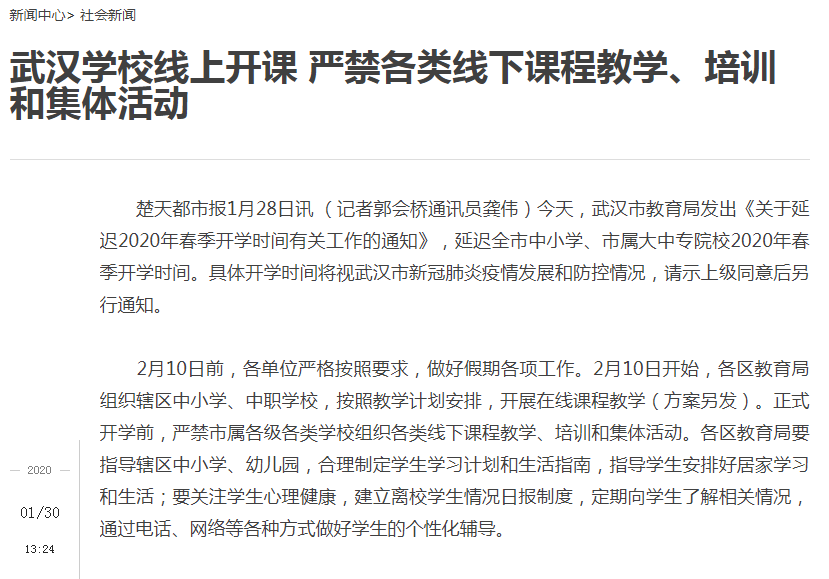 新闻中心> 社会新闻
武汉学校线上开课 严禁各类线下课程教学、培训
和集体活动
楚天都市报1月28日讯（记者郭会桥通讯员龚伟）今天，武汉市教育局发出《关于延
迟2020年春季开学时间有关工作的通知》，延迟全市中小学、市属大中专院校2020年春
季开学时间。具体开学时间将视武汉市新冠肺炎疫情发展和防控情况，请示上级同意后另
行通知。
2月10日前，各单位严格按照要求，做好假期各项工作。2月10日开始，各区教育局
组织辖区中小学、中职学校，按照教学计划安排，开展在线课程教学（方案另发）。正式
开学前，严禁市属各级各类学校组织各类线下课程教学、培训和集体活动。各区教育局要
指导辖区中小学、幼儿园，合理制定学生学习计划和生活指南，指导学生安排好居家学习
和生活；要关注学生心理健康，建立离校学生情况日报制度，定期向学生了解相关情况，
通过电话、网络等各种方式做好学生的个性化辅导。
2020
01/30
13:24